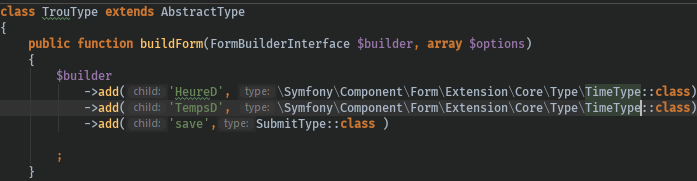 class TrouType extends AbstractType
{
    public function buildForm(FormBuilderInterface $builder, array $options)
    {
        $builder
            ->add( child: 'HeureD', type: \Symfony\Component\Form\Extension\Core\Type\TimeType::class)
            ->add( child: 'TempsD', type: \Symfony\Component\Form\Extension\Core\Type\TimeType::class)
            ->add( child: 'save', type: SubmitType::class )
        ;
    }